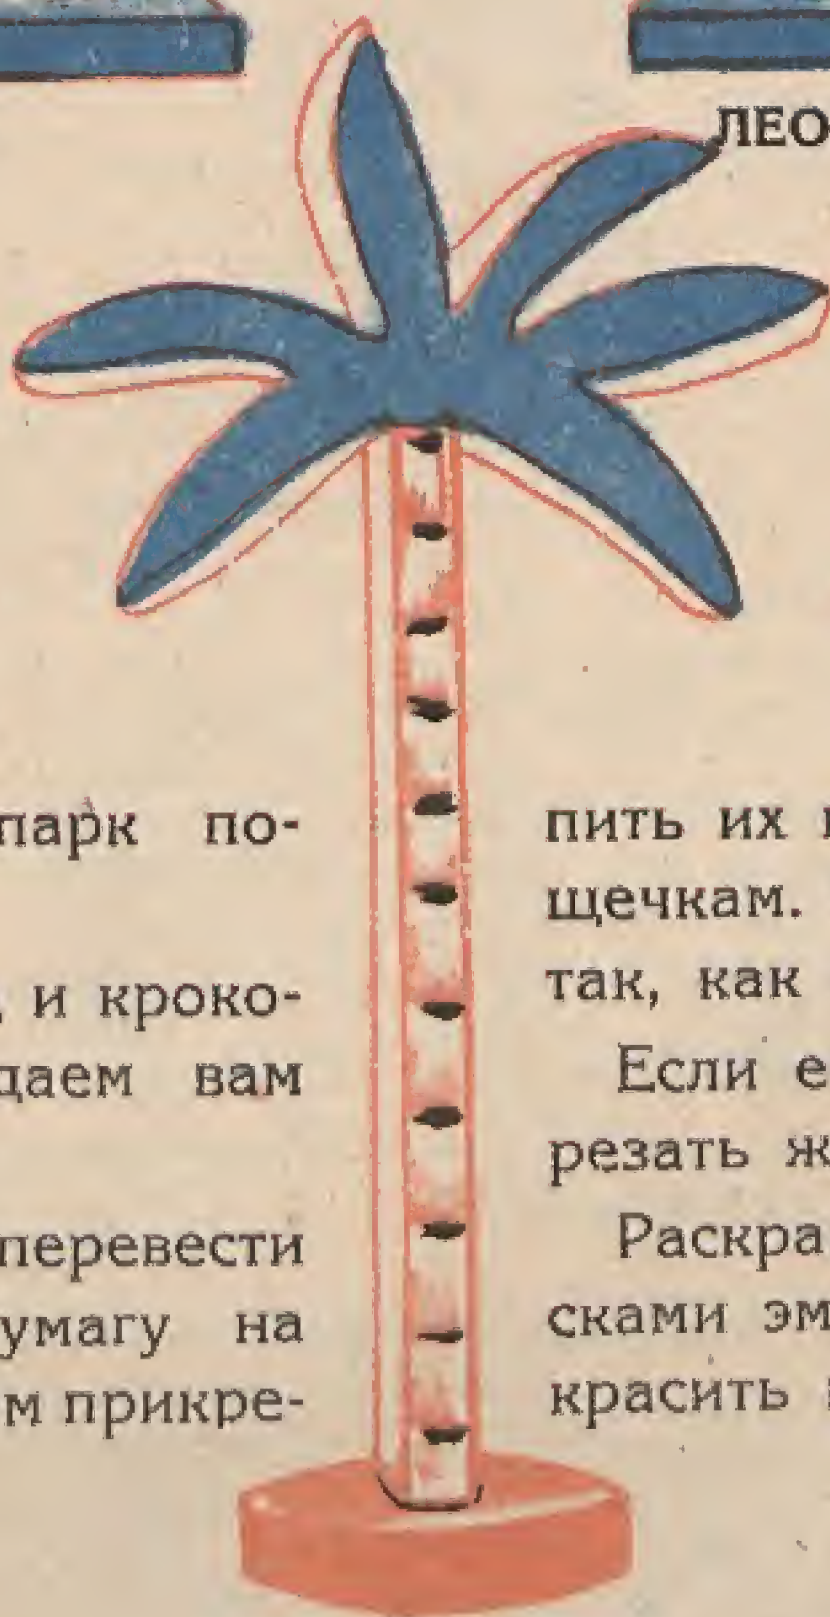 ЛЕО
парк по-
и кроко-
даем вам
перевести
умагу на
м прикре-
пить их
щечкам.
так, как
Если е
резать ж
Раскра
сками эм
красить